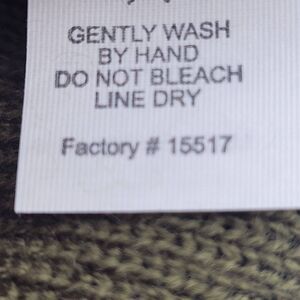 GENTLY WASH
BY HAND
DO NOT BLEACH
LINE DRY
Factory # 15517